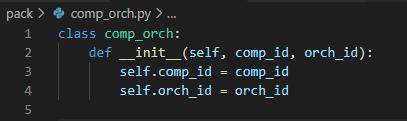 pack > comp_orch.py > ...
1 class comp_orch:
2     def __init__(self, comp_id, orch_id):
3         self.comp_id = comp_id
4         self.orch_id = orch_id
5